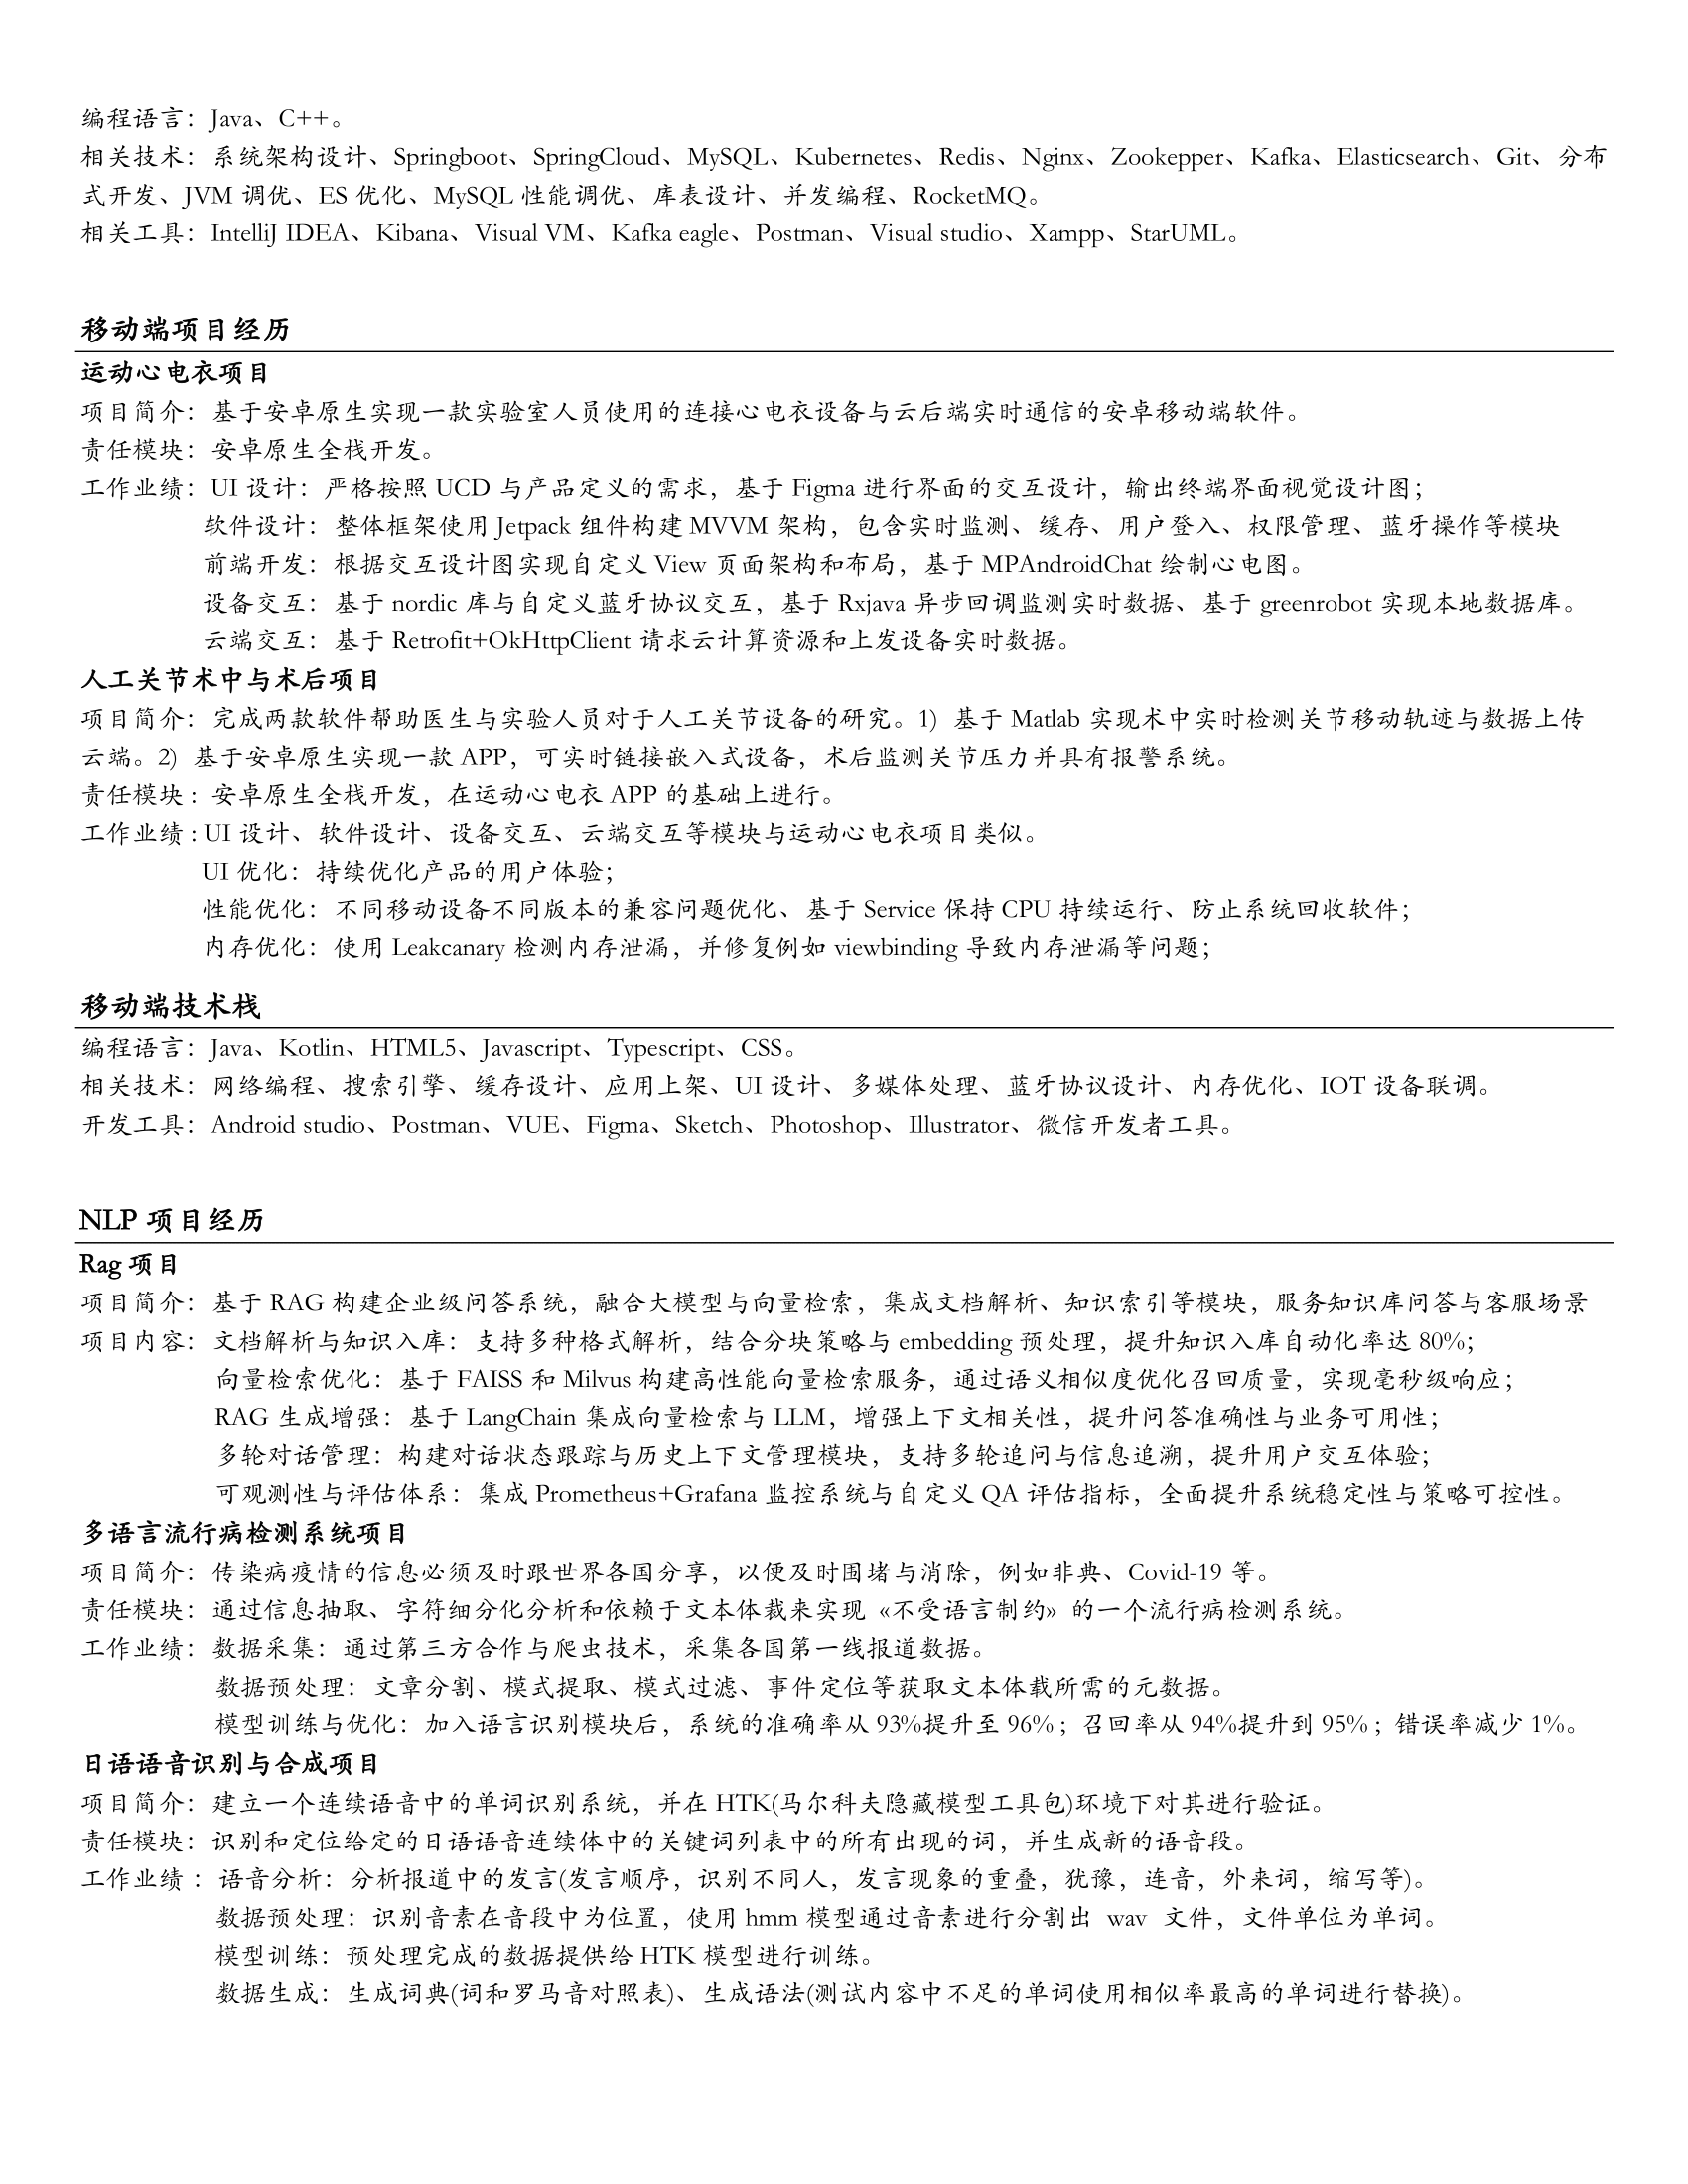 编程语言：Java、C++。
相关技术：系统架构设计、Springboot、SpringCloud、MySQL、Kubernetes、Redis、Nginx、Zookepper、Kafka、Elasticsearch、Git、分布
式开发、JVM 调优、ES 优化、MySQL 性能调优、库表设计、并发编程、RocketMQ。
相关工具：IntelliJ IDEA、Kibana、Visual VM、Kafka eagle、Postman、Visual studio、Xampp、StarUML。
移动端项目经历
运动心电衣项目
项目简介：基于安卓原生实现一款实验室人员使用的连接心电衣设备与云后端实时通信的安卓移动端软件。
责任模块：安卓原生全栈开发。
工作业绩：UI 设计：严格按照 UCD 与产品定义的需求，基于 Figma 进行界面的交互设计，输出终端界面视觉设计图；
软件设计：整体框架使用 Jetpack 组件构建 MVVM 架构，包含实时监测、缓存、用户登入、权限管理、蓝牙操作等模块
前端开发：根据交互设计图实现自定义 View 页面架构和布局，基于 MPAndroidChat 绘制心电图。
设备交互：基于 nordic 库与自定义蓝牙协议交互，基于 Rxjava 异步回调监测实时数据、基于 greenrobot 实现本地数据库。
云端交互：基于 Retrofit+OkHttpClient 请求云计算资源和上发设备实时数据。
人工关节术中与术后项目
项目简介：完成两款软件帮助医生与实验人员对于人工关节设备的研究。1) 基于 Matlab 实现术中实时检测关节移动轨迹与数据上传
云端。2) 基于安卓原生实现一款 APP，可实时链接嵌入式设备，术后监测关节压力并具有报警系统。
责任模块：安卓原生全栈开发，在运动心电衣 APP 的基础上进行。
工作业绩：UI 设计、软件设计、设备交互、云端交互等模块与运动心电衣项目类似。
UI 优化：持续优化产品的用户体验；
性能优化：不同移动设备不同版本的兼容问题优化、基于 Service 保持 CPU 持续运行、防止系统回收软件；
内存优化：使用 Leakcanary 检测内存泄漏，并修复例如 viewbinding 导致内存泄漏等问题；
移动端技术栈
编程语言：Java、Kotlin、HTML5、Javascript、Typescript、CSS。
相关技术：网络编程、搜索引擎、缓存设计、应用上架、UI 设计、多媒体处理、蓝牙协议设计、内存优化、IOT 设备联调。
开发工具：Android studio、Postman、VUE、Figma、Sketch、Photoshop、Illustrator、微信开发者工具。
NLP 项目经历
Rag 项目
项目简介：基于 RAG 构建企业级问答系统，融合大模型与向量检索，集成文档解析、知识索引等模块，服务知识库问答与客服场景
项目内容：文档解析与知识入库：支持多种格式解析，结合分块策略与 embedding 预处理，提升知识入库自动化率达 80%；
向量检索优化：基于 FAISS 和 Milvus 构建高性能向量检索服务，通过语义相似度优化召回质量，实现毫秒级响应；
RAG 生成增强：基于 LangChain 集成向量检索与 LLM，增强上下文相关性，提升问答准确性与业务可用性；
多轮对话管理：构建对话状态跟踪与历史上下文管理模块，支持多轮追问与信息追溯，提升用户交互体验；
可观测性与评估体系：集成 Prometheus+Grafana 监控系统与自定义 QA 评估指标，全面提升系统稳定性与策略可控性。
多语言流行病检测系统项目
项目简介：传染病疫情的信息必须及时跟世界各国分享，以便及时围堵与消除，例如非典、Covid-19 等。
责任模块：通过信息抽取、字符细分化分析和依赖于文本体裁来实现 «不受语言制约» 的一个流行病检测系统。
工作业绩：数据采集：通过第三方合作与爬虫技术，采集各国第一线报道数据。
数据预处理：文章分割、模式提取、模式过滤、事件定位等获取文本体裁所需的元数据。
模型训练与优化：加入语言识别模块后，系统的准确率从 93%提升至 96%；召回率从 94%提升到 95%；错误率减少 1%。
日语语音识别与合成项目
项目简介：建立一个连续语音中的单词识别系统，并在 HTK(马尔科夫隐藏模型工具包)环境下对其进行验证。
责任模块：识别和定位给定的日语语音连续体中的关键词列表中的所有出现的词，并生成新的语音段。
工作业绩：语音分析：分析报道中的发言(发言顺序，识别不同人，发言现象的重叠，犹豫，连音，外来词，缩写等)。
数据预处理：识别音素在音段中为位置，使用 hmm 模型通过音素进行分割出 wav 文件，文件单位为单词。
模型训练：预处理完成的数据提供给 HTK 模型进行训练。
数据生成：生成词典(词和罗马音对照表)、生成语法(测试内容中不足的单词使用相似率最高的单词进行替换)。